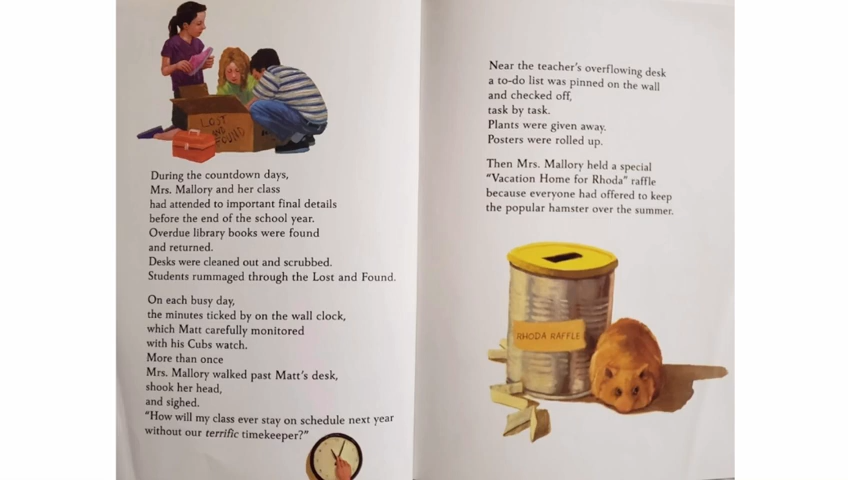 LOST
AND
FOUND
During the countdown days,
Mrs. Mallory and her class
had attended to important final details
before the end of the school year.
Overdue library books were found
and returned.
Desks were cleaned out and scrubbed.
Students rummaged through the Lost and Found.
On each busy day,
the minutes ticked by on the wall clock,
which Matt carefully monitored
with his Cubs watch.
More than once
Mrs. Mallory walked past Matt's desk,
shook her head,
and sighed.
"How will my class ever stay on schedule next year
without our terrific timekeeper?"
Near the teacher's overflowing desk
a to-do list was pinned on the wall
and checked off,
task by task.
Plants were given away.
Posters were rolled up.
Then Mrs. Mallory held a special
"Vacation Home for Rhoda" raffle
because everyone had offered to keep
the popular hamster over the summer.
RHODA RAFFLE